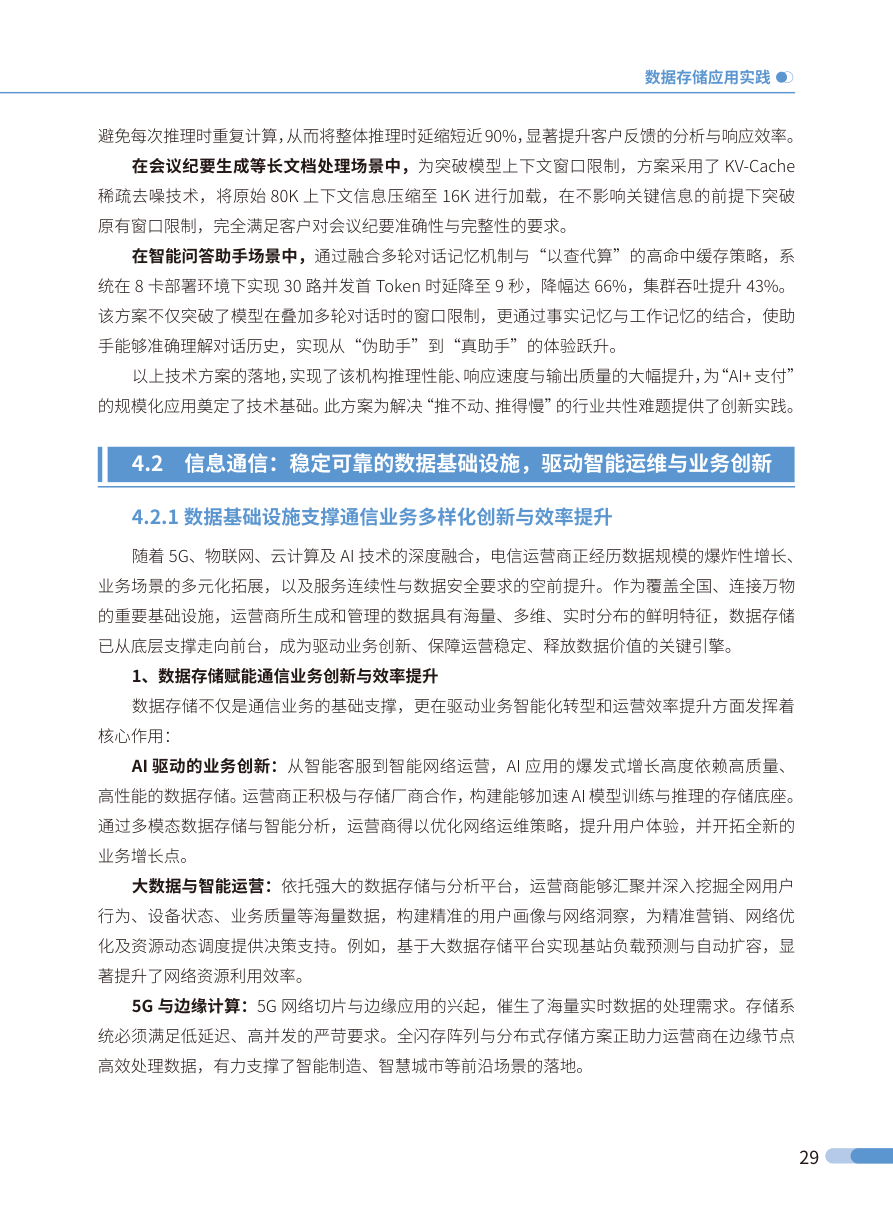 数据存储应用实践
避免每次推理时重复计算，从而将整体推理时延缩短近 90%，显著提升客户反馈的分析与响应效率。
在会议纪要生成等长文档处理场景中，为突破模型上下文窗口限制，方案采用了 KV-Cache
稀疏去噪技术，将原始 80K 上下文信息压缩至 16K 进行加载，在不影响关键信息的前提下突破
原有窗口限制，完全满足客户对会议纪要准确性与完整性的要求。
在智能问答助手场景中，通过融合多轮对话记忆机制与“以查代算”的高命中缓存策略，系
统在 8 卡部署环境下实现 30 路并发首 Token 时延降至 9 秒，降幅达 66%，集群吞吐提升 43%。
该方案不仅突破了模型在叠加多轮对话时的窗口限制，更通过事实记忆与工作记忆的结合，使助
手能够准确理解对话历史，实现从“伪助手”到“真助手”的体验跃升。
以上技术方案的落地，实现了该机构推理性能、响应速度与输出质量的大幅提升，为“AI+ 支付”
的规模化应用奠定了技术基础。此方案为解决“推不动、推得慢”的行业共性难题提供了创新实践。
4.2 信息通信：稳定可靠的数据基础设施，驱动智能运维与业务创新
4.2.1 数据基础设施支撑通信业务多样化创新与效率提升
随着 5G、物联网、云计算及 AI 技术的深度融合，电信运营商正经历数据规模的爆炸性增长、
业务场景的多元化拓展，以及服务连续性与数据安全要求的空前提升。作为覆盖全国、连接万物
的重要基础设施，运营商所生成和管理的数据具有海量、多维、实时分布的鲜明特征，数据存储
已从底层支撑走向前台，成为驱动业务创新、保障运营稳定、释放数据价值的关键引擎。
1、数据存储赋能通信业务创新与效率提升
数据存储不仅是通信业务的基础支撑，更在驱动业务智能化转型和运营效率提升方面发挥着
核心作用：
AI 驱动的业务创新：从智能客服到智能网络运营，AI 应用的爆发式增长高度依赖高质量、
高性能的数据存储。运营商正积极与存储厂商合作，构建能够加速 AI 模型训练与推理的存储底座。
通过多模态数据存储与智能分析，运营商得以优化网络运维策略，提升用户体验，并开拓全新的
业务增长点。
大数据与智能运营：依托强大的数据存储与分析平台，运营商能够汇聚并深入挖掘全网用户
行为、设备状态、业务质量等海量数据，构建精准的用户画像与网络洞察，为精准营销、网络优
化及资源动态调度提供决策支持。例如，基于大数据存储平台实现基站负载预测与自动扩容，显
著提升了网络资源利用效率。
5G 与边缘计算：5G 网络切片与边缘应用的兴起，催生了海量实时数据的处理需求。存储系
统必须满足低延迟、高并发的严苛要求。全闪存阵列与分布式存储方案正助力运营商在边缘节点
高效处理数据，有力支撑了智能制造、智慧城市等前沿场景的落地。
29